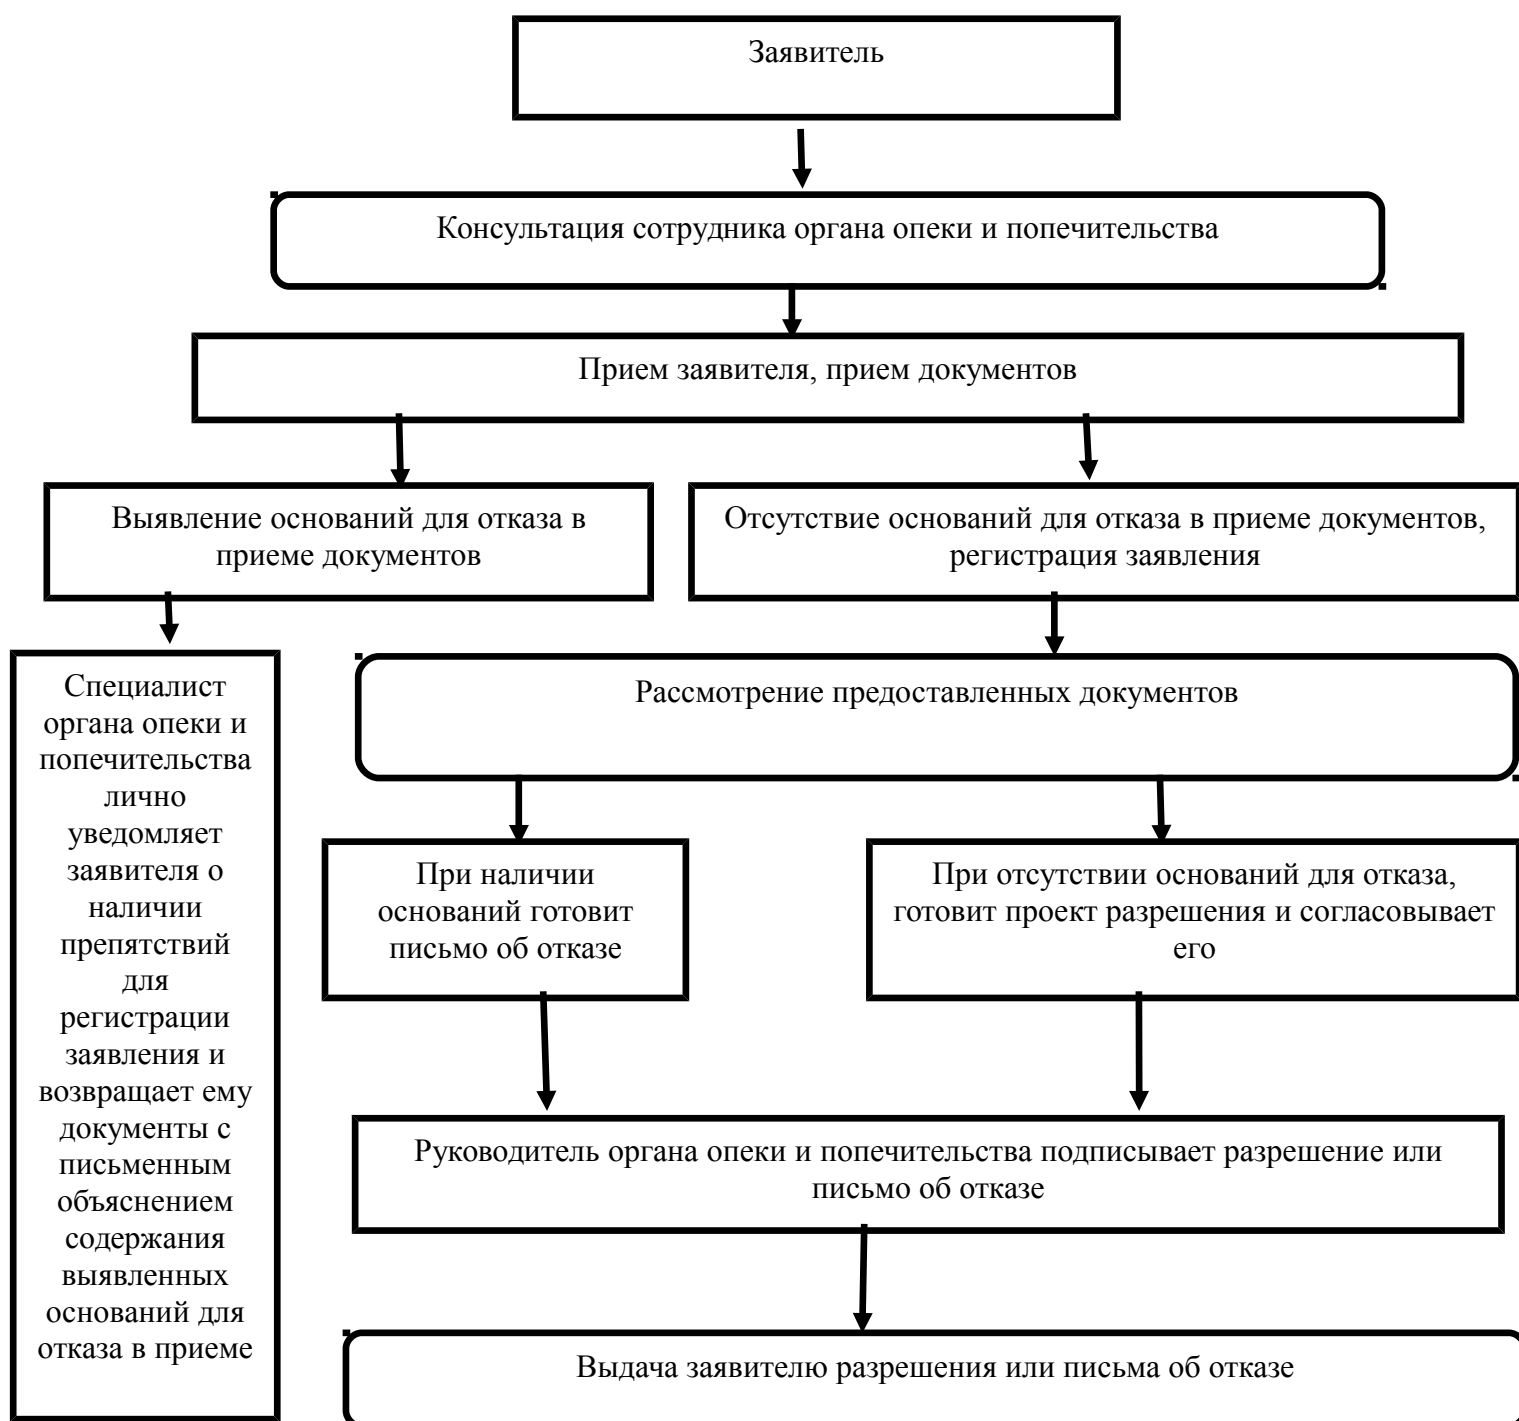 Заявитель
Консультация сотрудника органа опеки и попечительства
Прием заявителя, прием документов
Выявление оснований для отказа в
приеме документов
Отсутствие оснований для отказа в приеме документов,
регистрация заявления
Специалист
органа опеки и
попечительства
лично
уведомляет
заявителя о
наличии
препятствий
для
регистрации
заявления и
возвращает ему
документы с
письменным
объяснением
содержания
выявленных
оснований для
отказа в приеме
Рассмотрение предоставленных документов
При наличии
оснований готовит
письмо об отказе
При отсутствии оснований для отказа,
готовит проект разрешения и согласовывает
его
Руководитель органа опеки и попечительства подписывает разрешение или
письмо об отказе
Выдача заявителю разрешения или письма об отказе